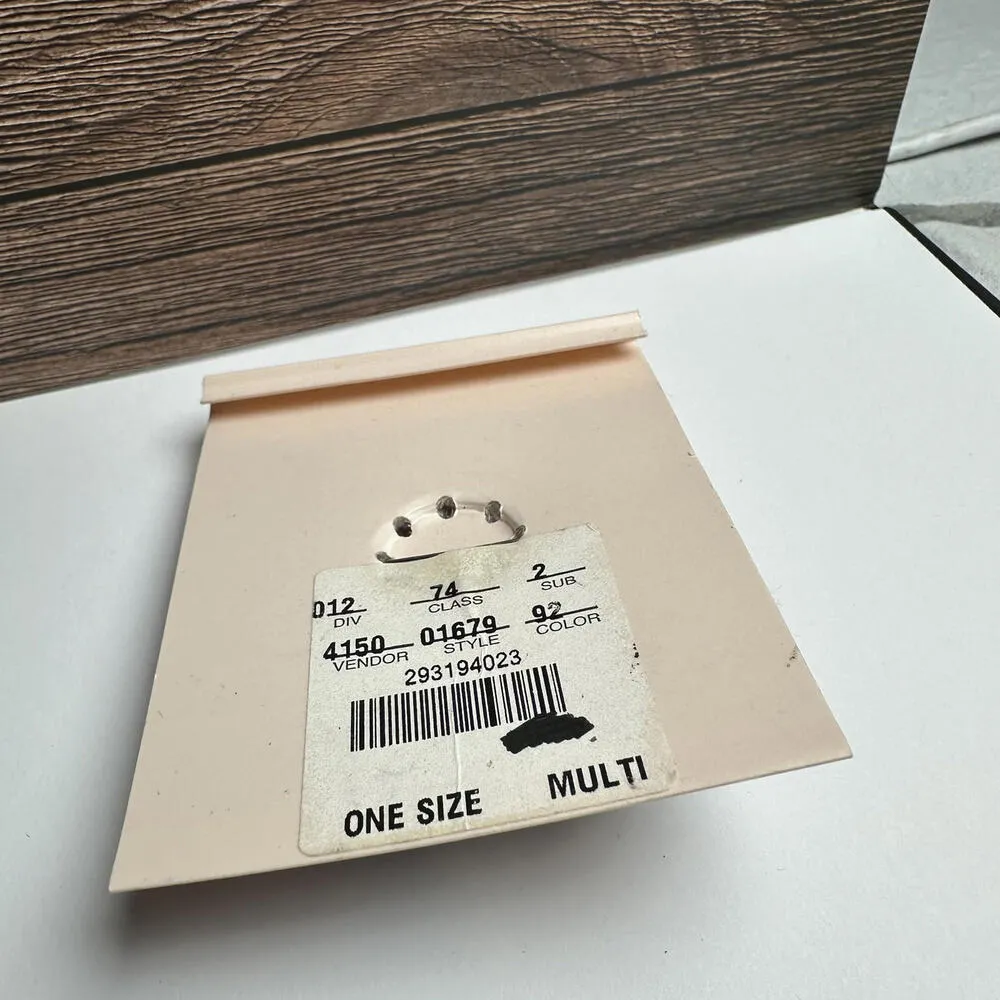 012 74 2
DIV CLASS SUB
4150 01679 92
VENDOR STYLE COLOR
293194023
ONE SIZE MULTI